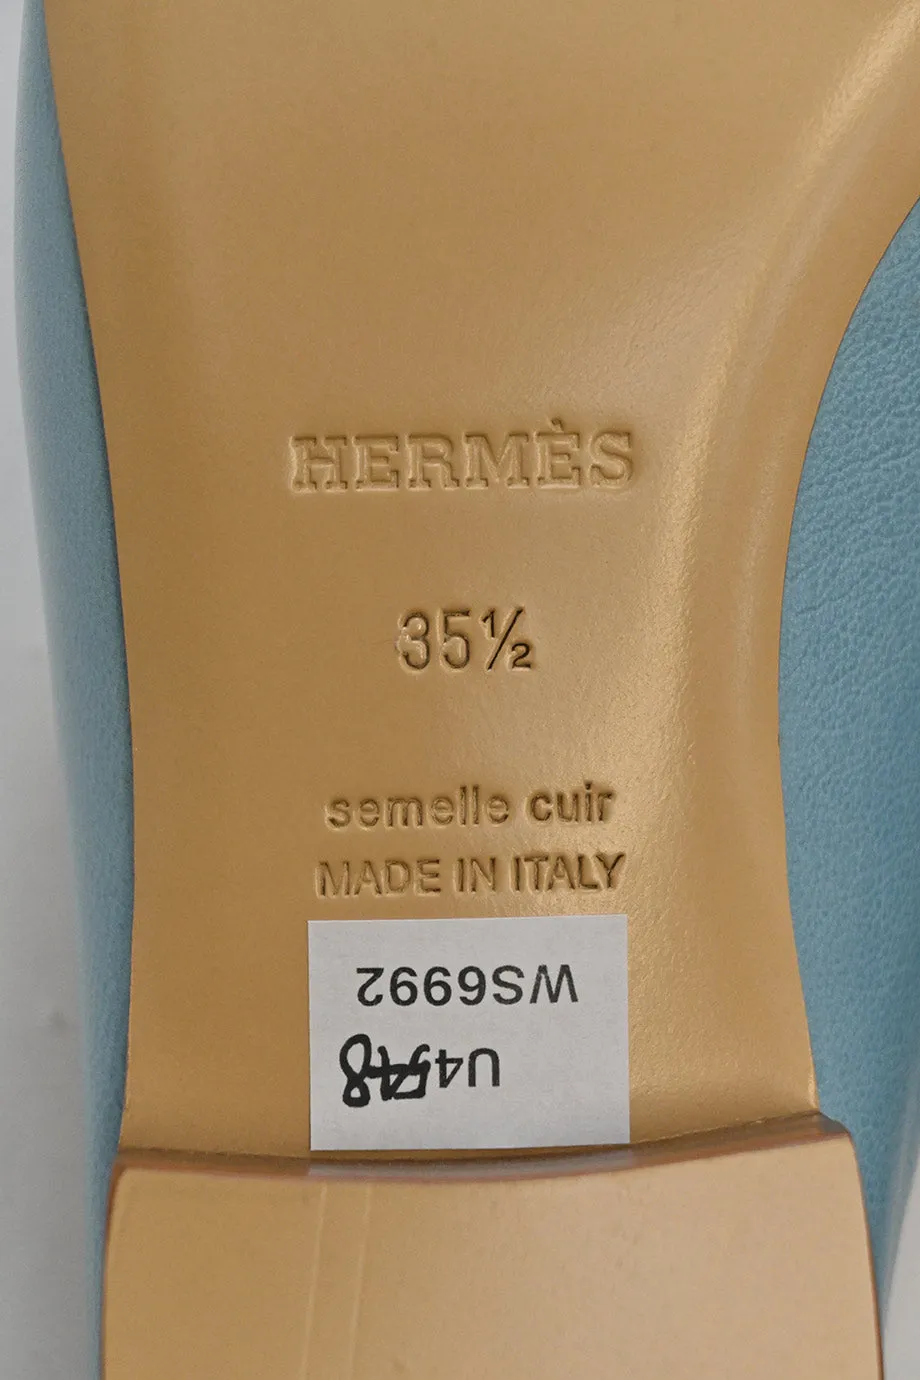 HERMÈS
35½
semelle cuir
MADE IN ITALY
WS6992